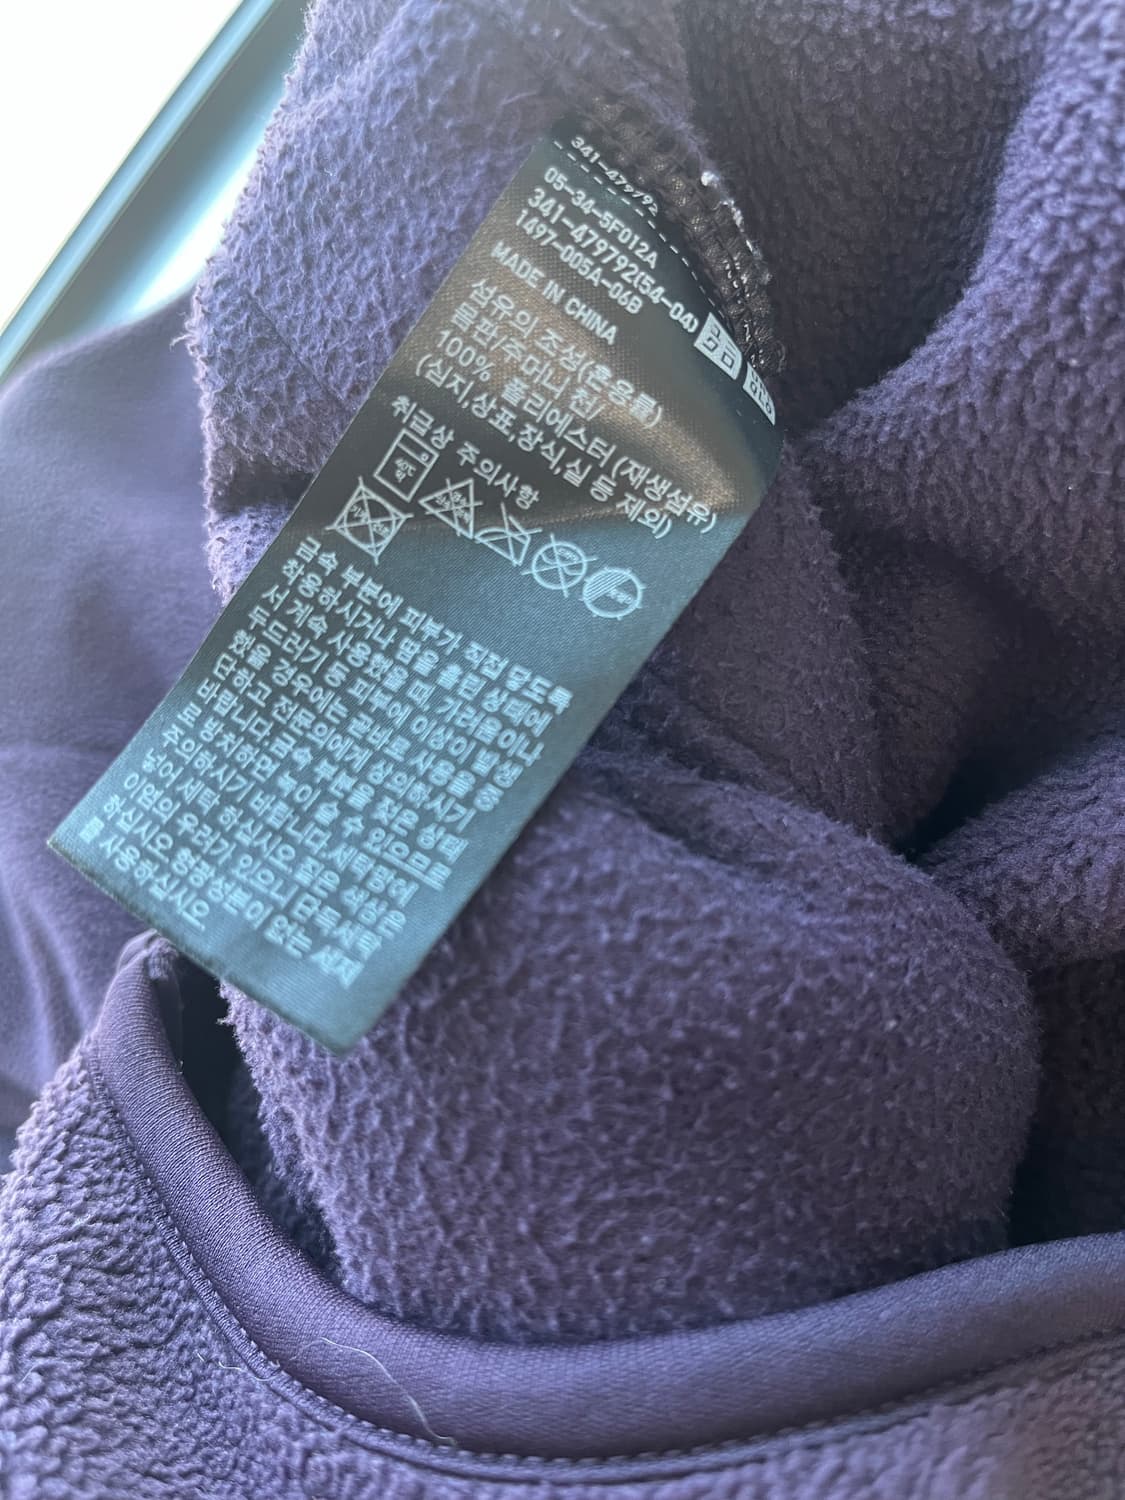 341-479792
05-34-5F012A
341-479792(54-04)
1497-005A-06B
MADE IN CHINA
섬유의 조성(혼용률)
몸판/주머니 천/
100% 폴리에스터 (재생섬유)
(심지,상표,장식,실 등 제외)
취급상 주의사항
금속 부분에 피부가 직접 닿도록
착용하시거나, 땀을 흘린 상태에
서 계속 사용했을 때 가려움이나
두드러기 등 피부에 이상이 발생
했을 경우에는 곧바로 사용을 중
단하고 전문의에게 상의하시기
바랍니다.금속 부분을 젖은 상태
로 방치하면 녹이 슬 수 있으므로
주의하시기 바랍니다.세탁망에
넣어 세탁 하십시오.짙은 색상은
이염의 우려가 있으니 단독세탁
하십시오.형광성분이 없는 세제
를 사용하십시오.